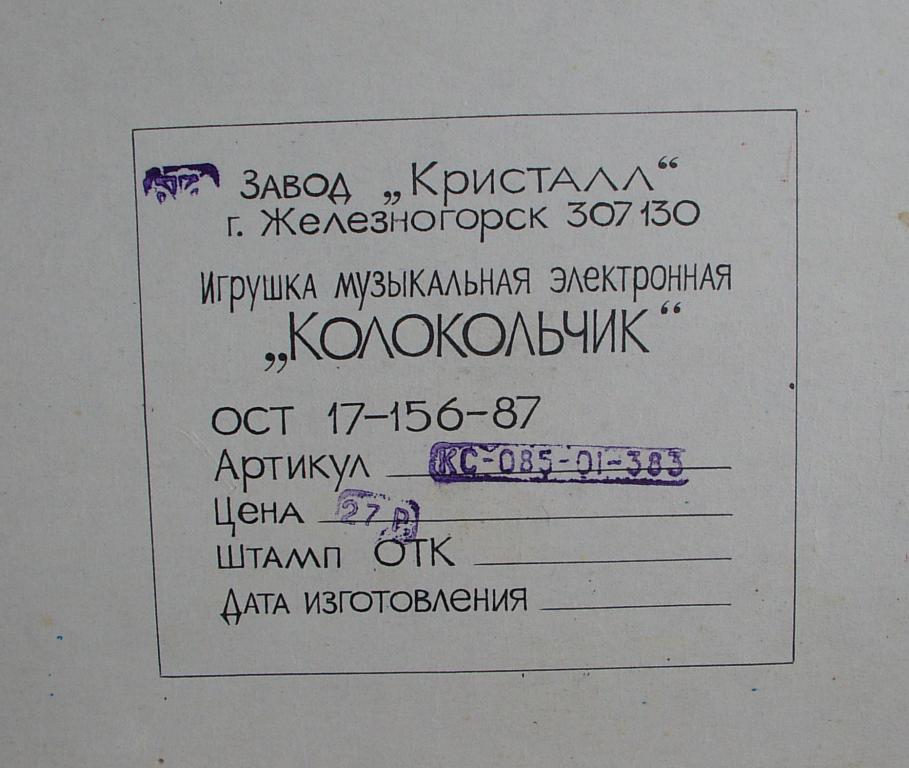 Завод „Кристалл“
г. Железногорск 307130
Игрушка музыкальная электронная
„КОЛОКОЛЬЧИК“
ОСТ 17-156-87
Артикул КС-085-01-383
Цена 27 р.
Штамп ОТК
Дата изготовления